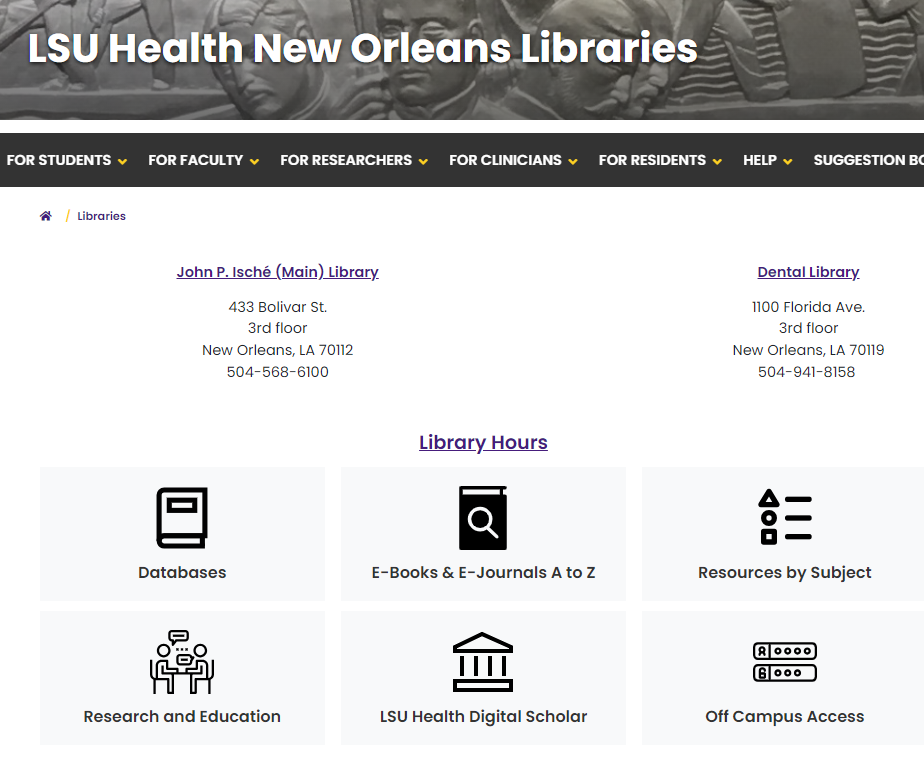 LSU Health New Orleans Libraries
FOR STUDENTS FOR FACULTY FOR RESEARCHERS FOR CLINICIANS FOR RESIDENTS HELP SUGGESTION BO
/ Libraries
John P. Isché (Main) Library
433 Bolivar St.
3rd floor
New Orleans, LA 70112
504-568-6100
Dental Library
1100 Florida Ave.
3rd floor
New Orleans, LA 70119
504-941-8158
Library Hours
Databases
E-Books & E-Journals A to Z
Resources by Subject
Research and Education
LSU Health Digital Scholar
Off Campus Access